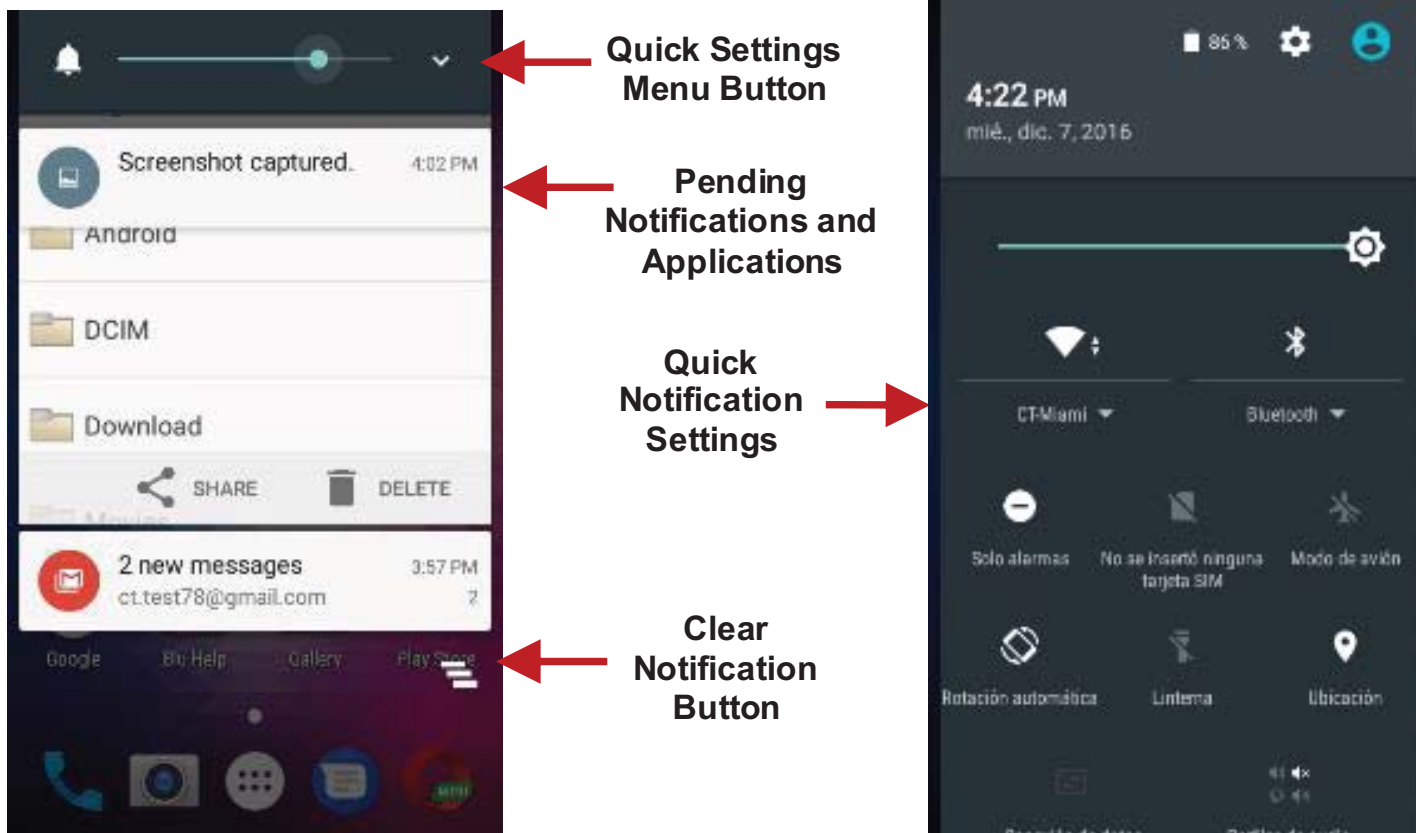 Quick Settings
Menu Button
Screenshot captured.
4:02 PM
Pending
Notifications and
Applications
Android
DCIM
Download
SHARE
DELETE
Movies
2 new messages
3:57 PM
ct.test78@gmail.com
2
Clear
Notification
Button
Google
Blu Help
Gallery
Play Store
MENU
Quick
Notification
Settings
86 %
4:22 PM
mié., dic. 7, 2016
CT-Miami
Bluetooth
Solo alarmas
No se insertó ninguna
tarjeta SIM
Modo de avión
Rotación automática
Linterna
Ubicación